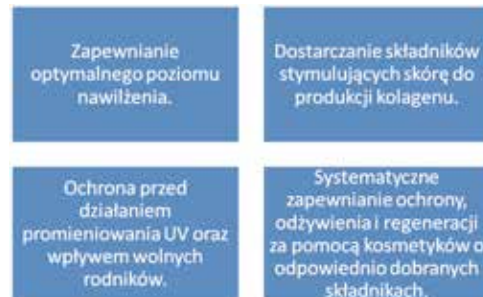 Zapewnianie
optymalnego poziomu
nawilżenia.
Dostarczanie składników
stymulujących skórę do
produkcji kolagenu.
Ochrona przed
działaniem
promieniowania UV oraz
wpływem wolnych
rodników.
Systematyczne
zapewnianie ochrony,
odżywienia i regeneracji
za pomocą kosmetyków o
odpowiednio dobranych
składnikach.